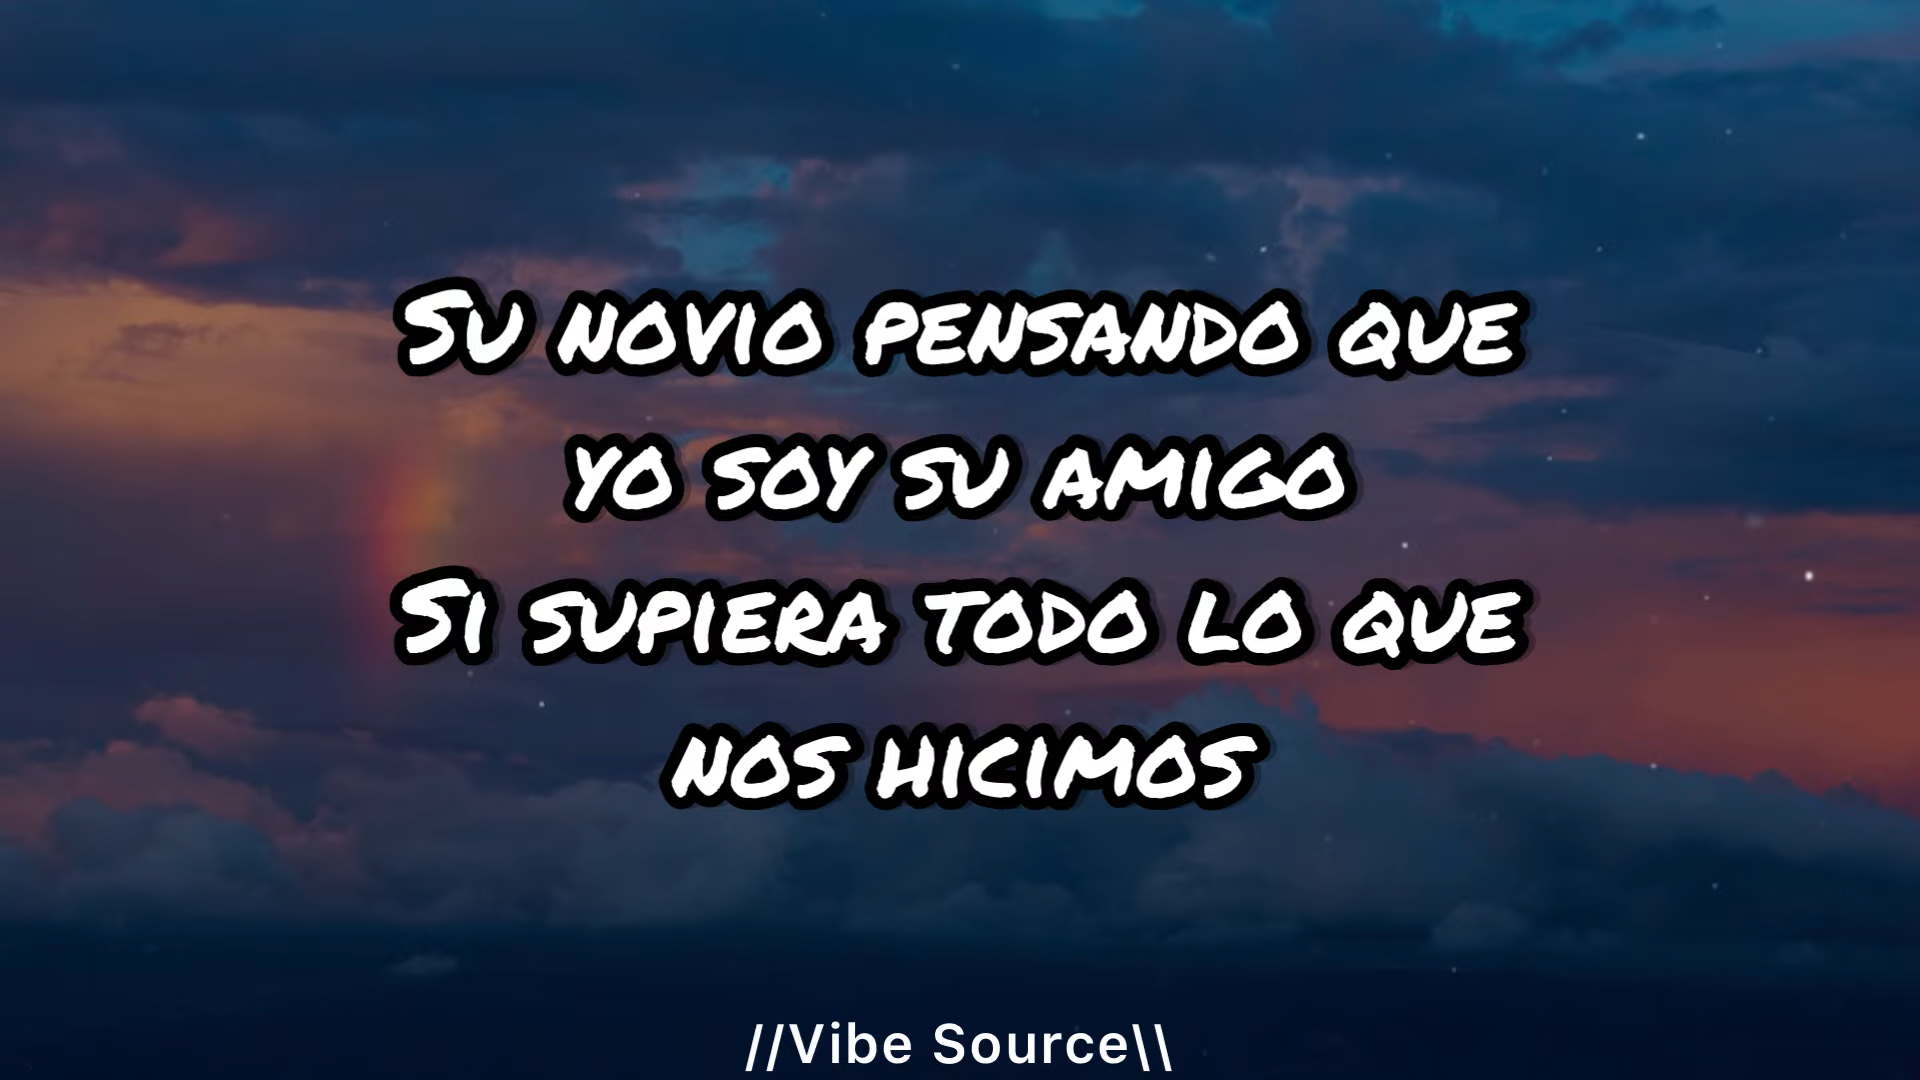 Su novio pensando que
yo soy su amigo
Si supiera todo lo que
nos hicimos
//Vibe Source\\